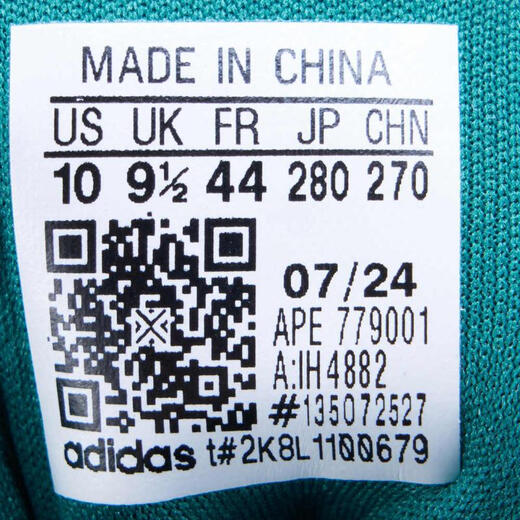 MADE IN CHINA
US UK FR JP CHN
10 9½ 44 280 270
07/24
APE 779001
A:IH4882
#135072527
adidas t#2K8L1100679